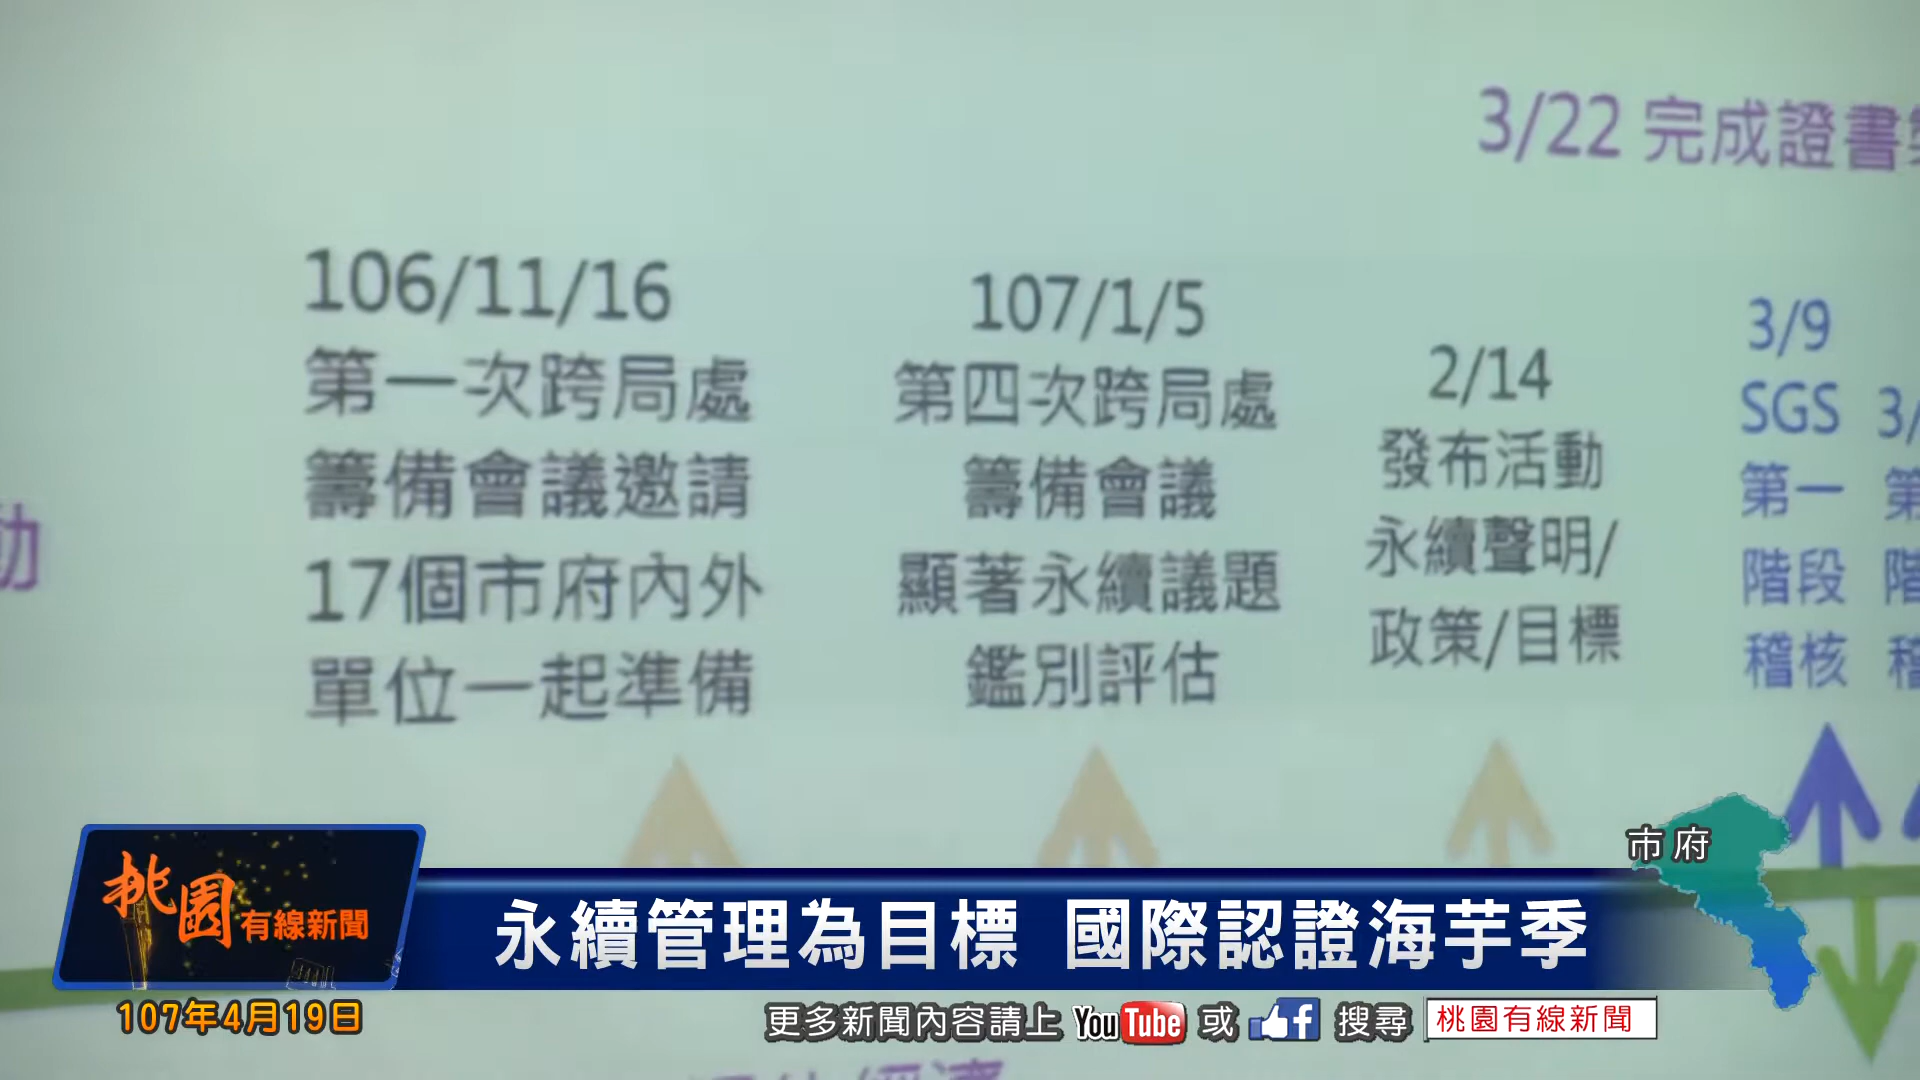 3/22 完成證書
106/11/16
第一次跨局處
籌備會議邀請
17個市府內外
單位一起準備
107/1/5
第四次跨局處
籌備會議
顯著永續議題
鑑別評估
2/14
發布活動
永續聲明/
政策/目標
3/9
SGS
第一
階段
稽核
3/
第
階
稽
動
市府
桃園有線新聞
永續管理為目標 國際認證海芋季
107年4月19日
更多新聞內容請上 YouTube 或 f 搜尋 桃園有線新聞